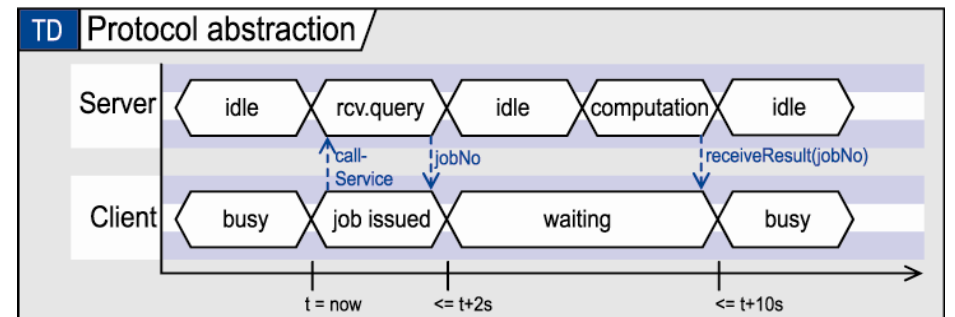 TD Protocol abstraction
Server idle rcv.query idle computation idle
call-
Service
jobNo
receiveResult(jobNo)
Client busy job issued waiting busy
t = now <= t+2s <= t+10s